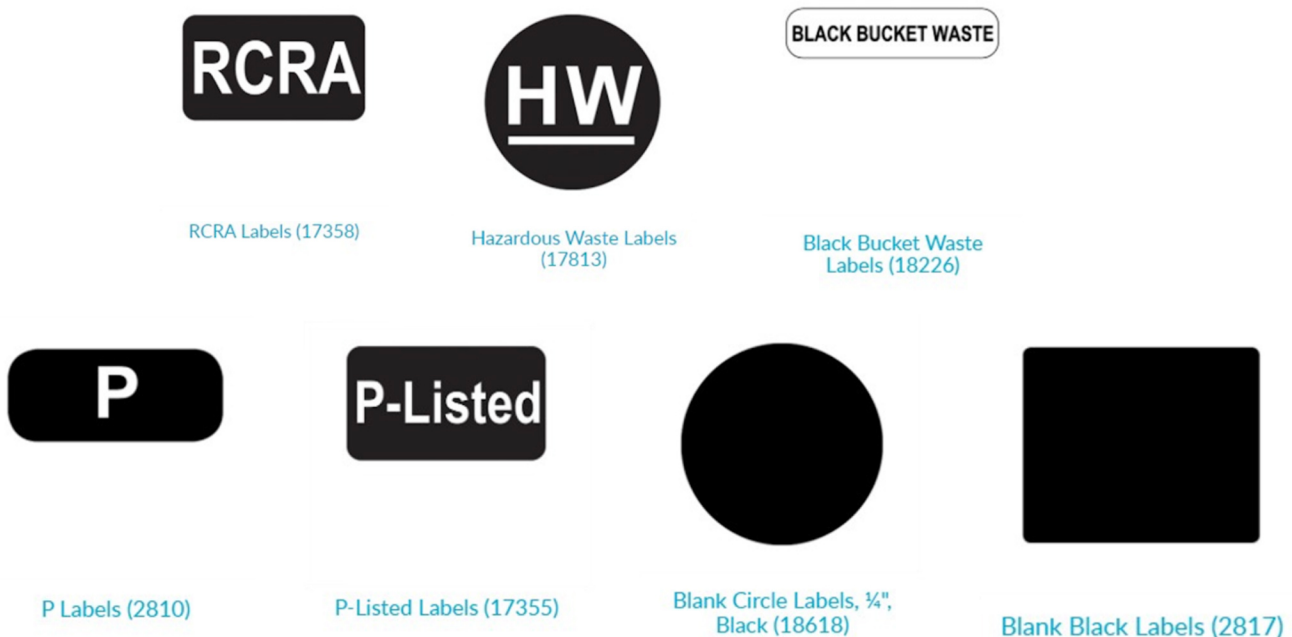 RCRA
HW
BLACK BUCKET WASTE
RCRA Labels (17358)
Hazardous Waste Labels
(17813)
Black Bucket Waste
Labels (18226)
P
P-Listed
P Labels (2810)
P-Listed Labels (17355)
Blank Circle Labels, ¼",
Black (18618)
Blank Black Labels (2817)